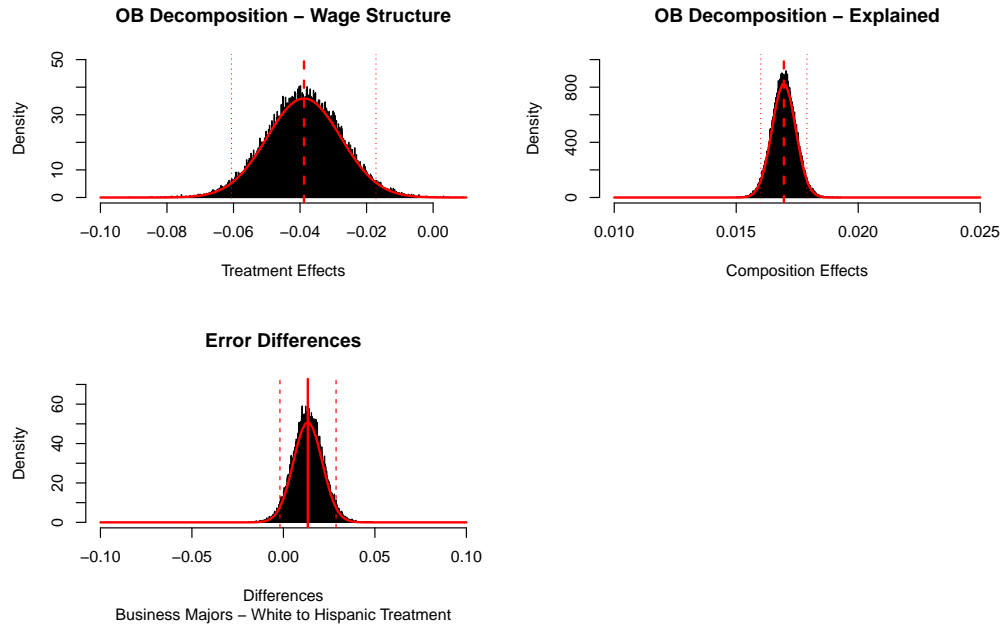 OB Decomposition − Wage Structure
Density
0 10 30 50
−0.10 −0.08 −0.06 −0.04 −0.02 0.00
Treatment Effects
OB Decomposition − Explained
Density
0 400 800
0.010 0.015 0.020 0.025
Composition Effects
Error Differences
Density
0 20 40 60
−0.10 −0.05 0.00 0.05 0.10
Differences
Business Majors − White to Hispanic Treatment